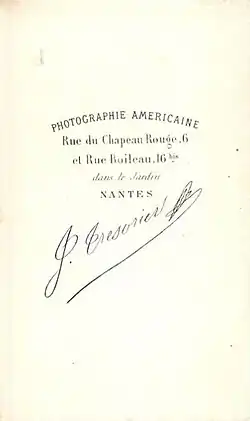 PHOTOGRAPHIE AMERICAINE
Rue du Chapeau Rouge, 6
et Rue Boileau, 16 bis
dans le Jardin
NANTES
J. Tresorier